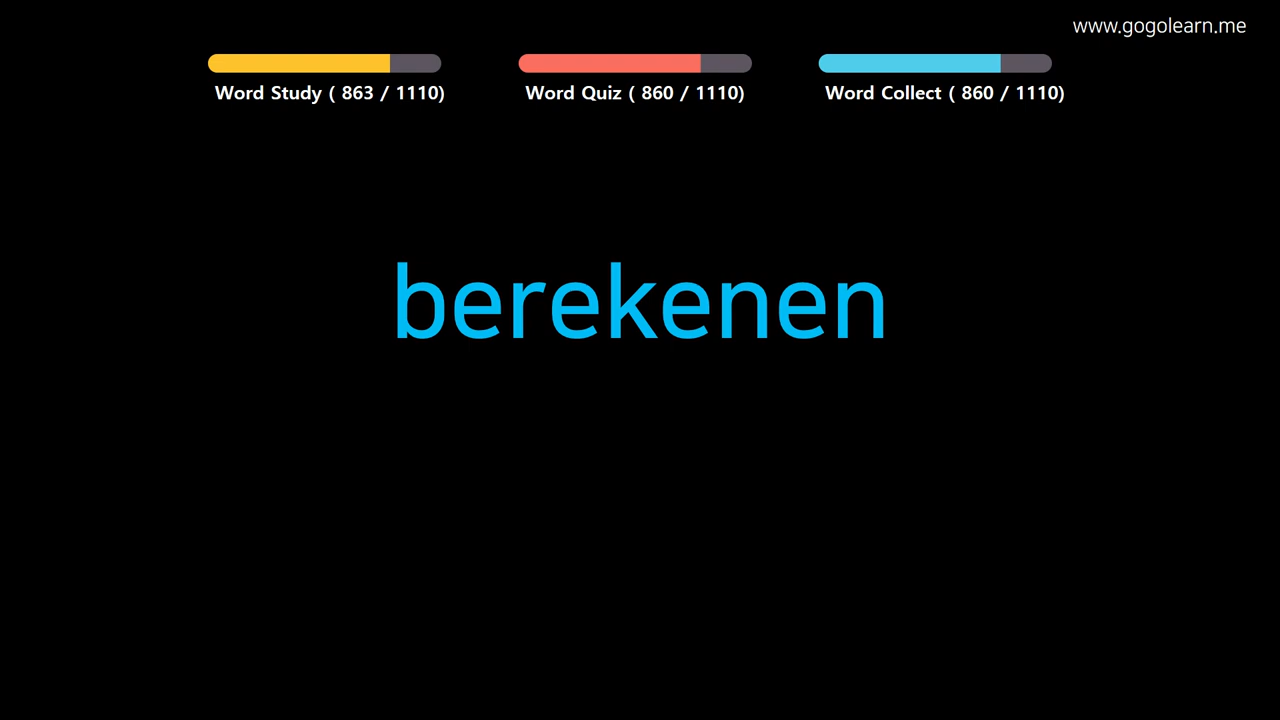 www.gogolearn.me
Word Study ( 863 / 1110)
Word Quiz ( 860 / 1110)
Word Collect ( 860 / 1110)
berekenen